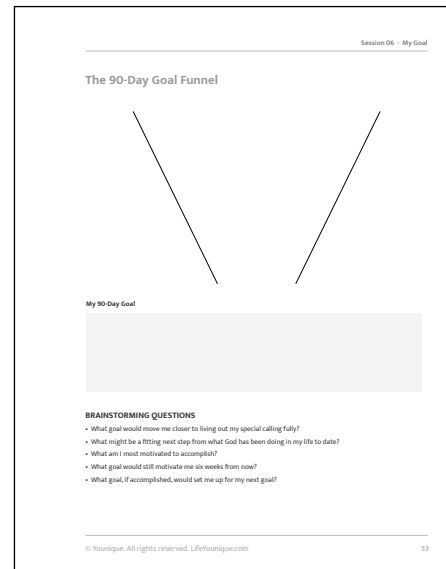 Session 06 · My Goal
The 90-Day Goal Funnel
My 90-Day Goal
BRAINSTORMING QUESTIONS
• What goal would move me closer to living out my special calling fully?
• What might be a fitting next step from what God has been doing in my life to date?
• What am I most motivated to accomplish?
• What goal would still motivate me six weeks from now?
• What goal, if accomplished, would set me up for my next goal?
© Younique. All rights reserved. LifeYounique.com 53